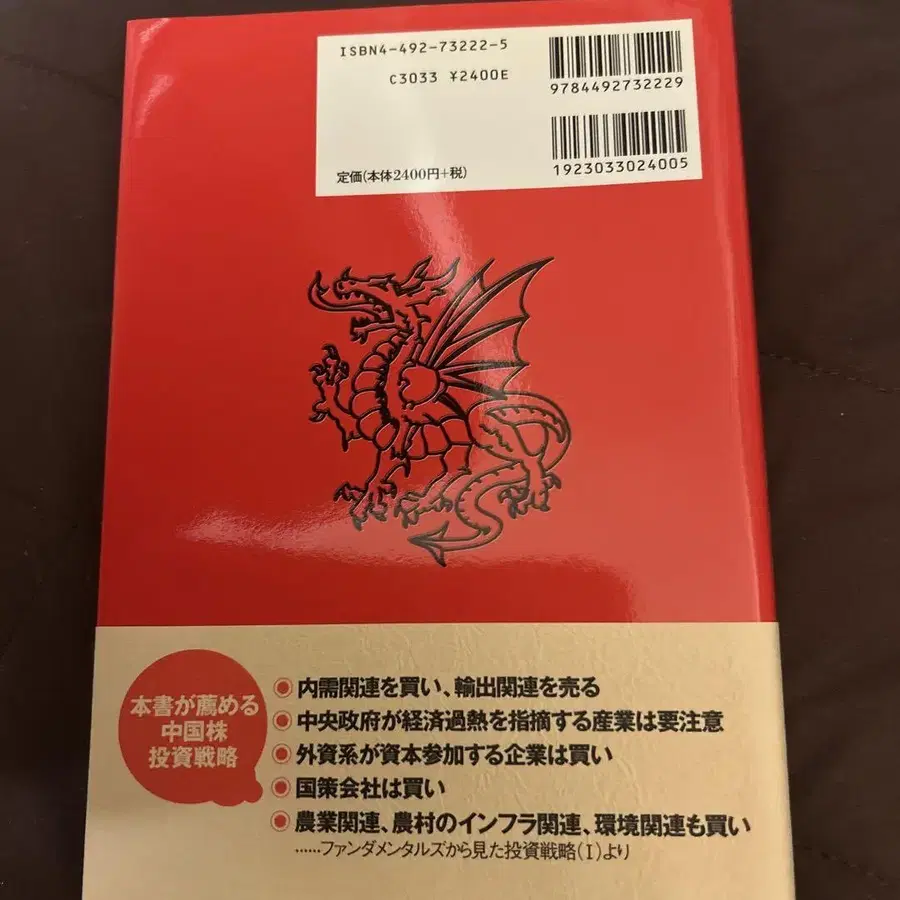 ISBN4-492-73222-5
C3033 ¥2400E
9784492732229
1923033024005
定価(本体2400円+税)
本書が薦める
中国株
投資戦略
内需関連を買い、輸出関連を売る
中央政府が経済過熱を指摘する産業は要注意
外資系が資本参加する企業は買い
国策会社は買い
農業関連、農村のインフラ関連、環境関連も買い
……ファンダメンタルズから見た投資戦略(I)より